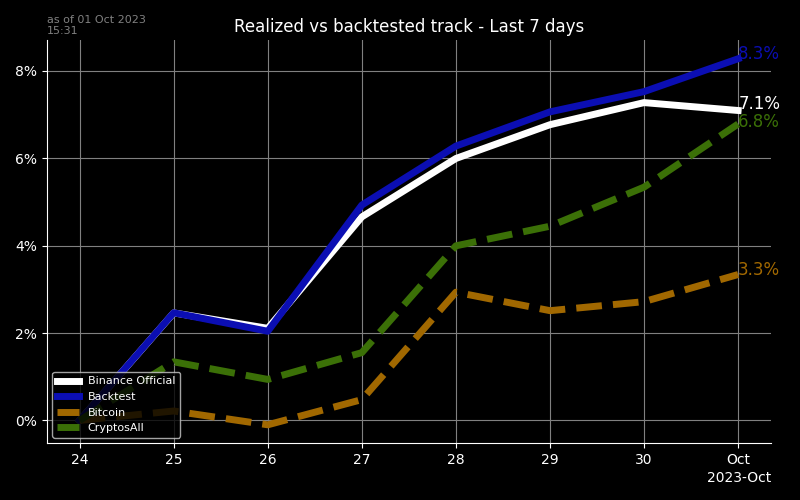 as of 01 Oct 2023
15:31
Realized vs backtested track - Last 7 days
8%
6%
4%
2%
0%
8.3%
7.1%
6.8%
3.3%
Binance Official
Backtest
Bitcoin
CryptosAll
24 25 26 27 28 29 30 Oct
2023-Oct